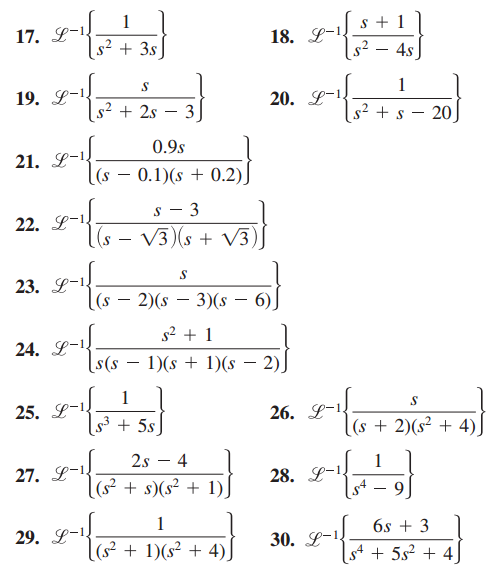 17. ℒ⁻¹{1/(s² + 3s)} 18. ℒ⁻¹{(s + 1)/(s² − 4s)}
19. ℒ⁻¹{s/(s² + 2s − 3)} 20. ℒ⁻¹{1/(s² + s − 20)}
21. ℒ⁻¹{0.9s/((s − 0.1)(s + 0.2))}
22. ℒ⁻¹{(s − 3)/((s − √3)(s + √3))}
23. ℒ⁻¹{s/((s − 2)(s − 3)(s − 6))}
24. ℒ⁻¹{(s² + 1)/(s(s − 1)(s + 1)(s − 2))}
25. ℒ⁻¹{1/(s³ + 5s)} 26. ℒ⁻¹{s/((s + 2)(s² + 4))}
27. ℒ⁻¹{(2s − 4)/((s² + s)(s² + 1))} 28. ℒ⁻¹{1/(s⁴ − 9)}
29. ℒ⁻¹{1/((s² + 1)(s² + 4))} 30. ℒ⁻¹{(6s + 3)/(s⁴ + 5s² + 4)}